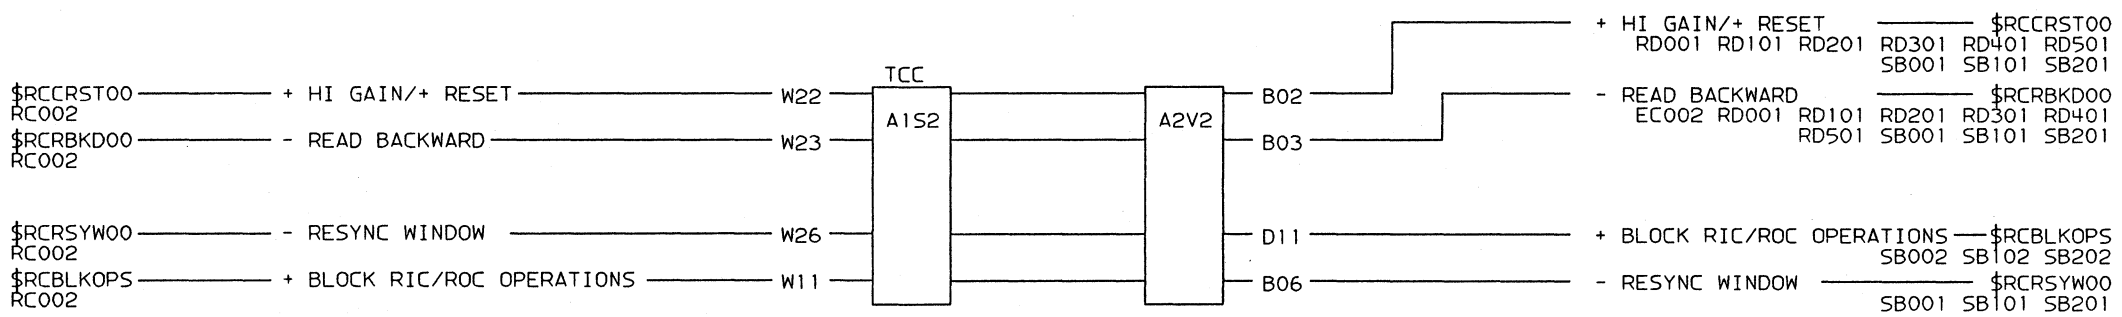 + HI GAIN/+ RESET $RCCRST00
RD001 RD101 RD201 RD301 RD401 RD501
SB001 SB101 SB201
TCC
$RCCRST00 + HI GAIN/+ RESET W22 B02 - READ BACKWARD $RCRBKD00
RC002 A1S2 A2V2 EC002 RD001 RD101 RD201 RD301 RD401
$RCRBKD00 - READ BACKWARD W23 B03 RD501 SB001 SB101 SB201
RC002
$RCRSYW00 - RESYNC WINDOW W26 D11 + BLOCK RIC/ROC OPERATIONS $RCBLKOPS
RC002 SB002 SB102 SB202
$RCBLKOPS + BLOCK RIC/ROC OPERATIONS W11 B06 - RESYNC WINDOW $RCRSYW00
RC002 SB001 SB101 SB201